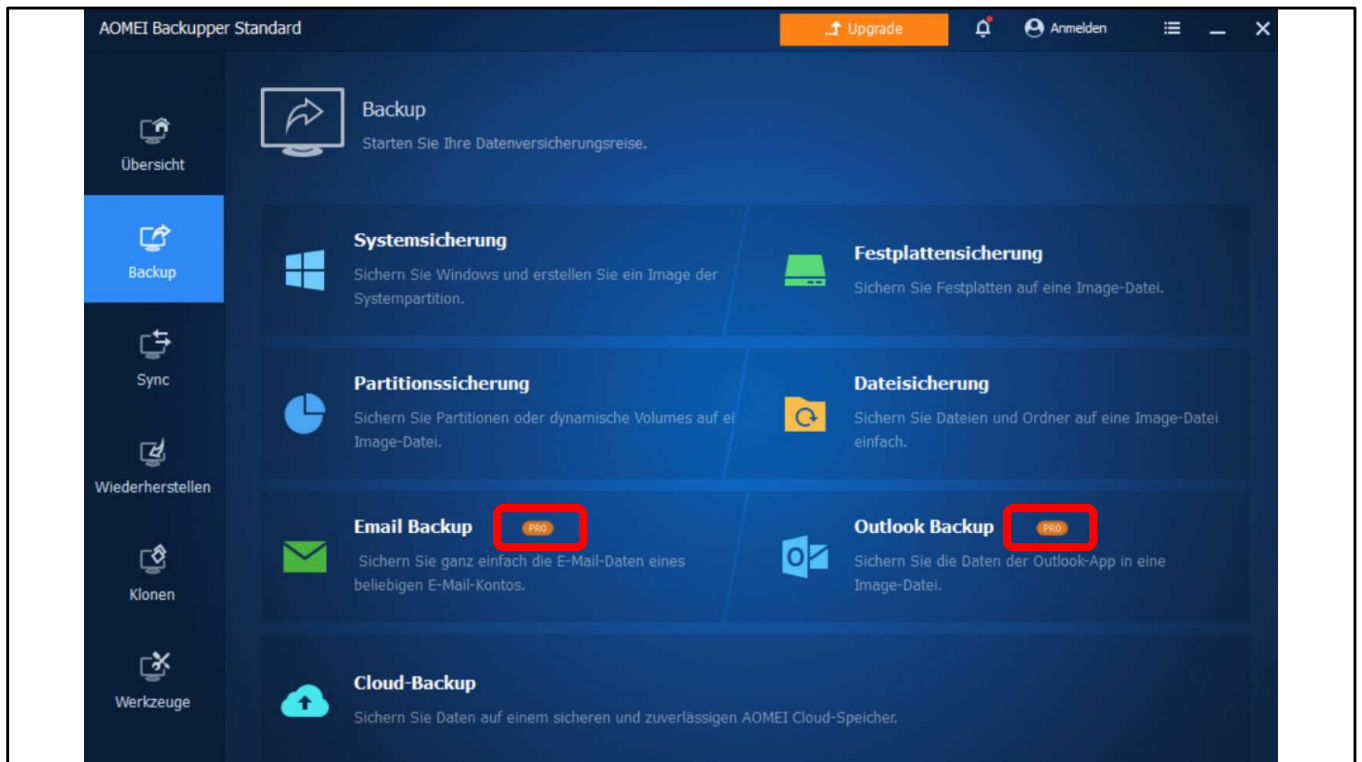 AOMEI Backupper Standard
Upgrade
Anmelden
Übersicht
Backup
Sync
Wiederherstellen
Klonen
Werkzeuge
Backup
Starten Sie Ihre Datenversicherungsreise.
Systemsicherung
Sichern Sie Windows und erstellen Sie ein Image der
Systempartition.
Festplattensicherung
Sichern Sie Festplatten auf eine Image-Datei.
Partitionssicherung
Sichern Sie Partitionen oder dynamische Volumes auf ei
Image-Datei.
Dateisicherung
Sichern Sie Dateien und Ordner auf eine Image-Datei
einfach.
Email Backup PRO
Sichern Sie ganz einfach die E-Mail-Daten eines
beliebigen E-Mail-Kontos.
Outlook Backup PRO
Sichern Sie die Daten der Outlook-App in eine
Image-Datei.
Cloud-Backup
Sichern Sie Daten auf einem sicheren und zuverlässigen AOMEI Cloud-Speicher.